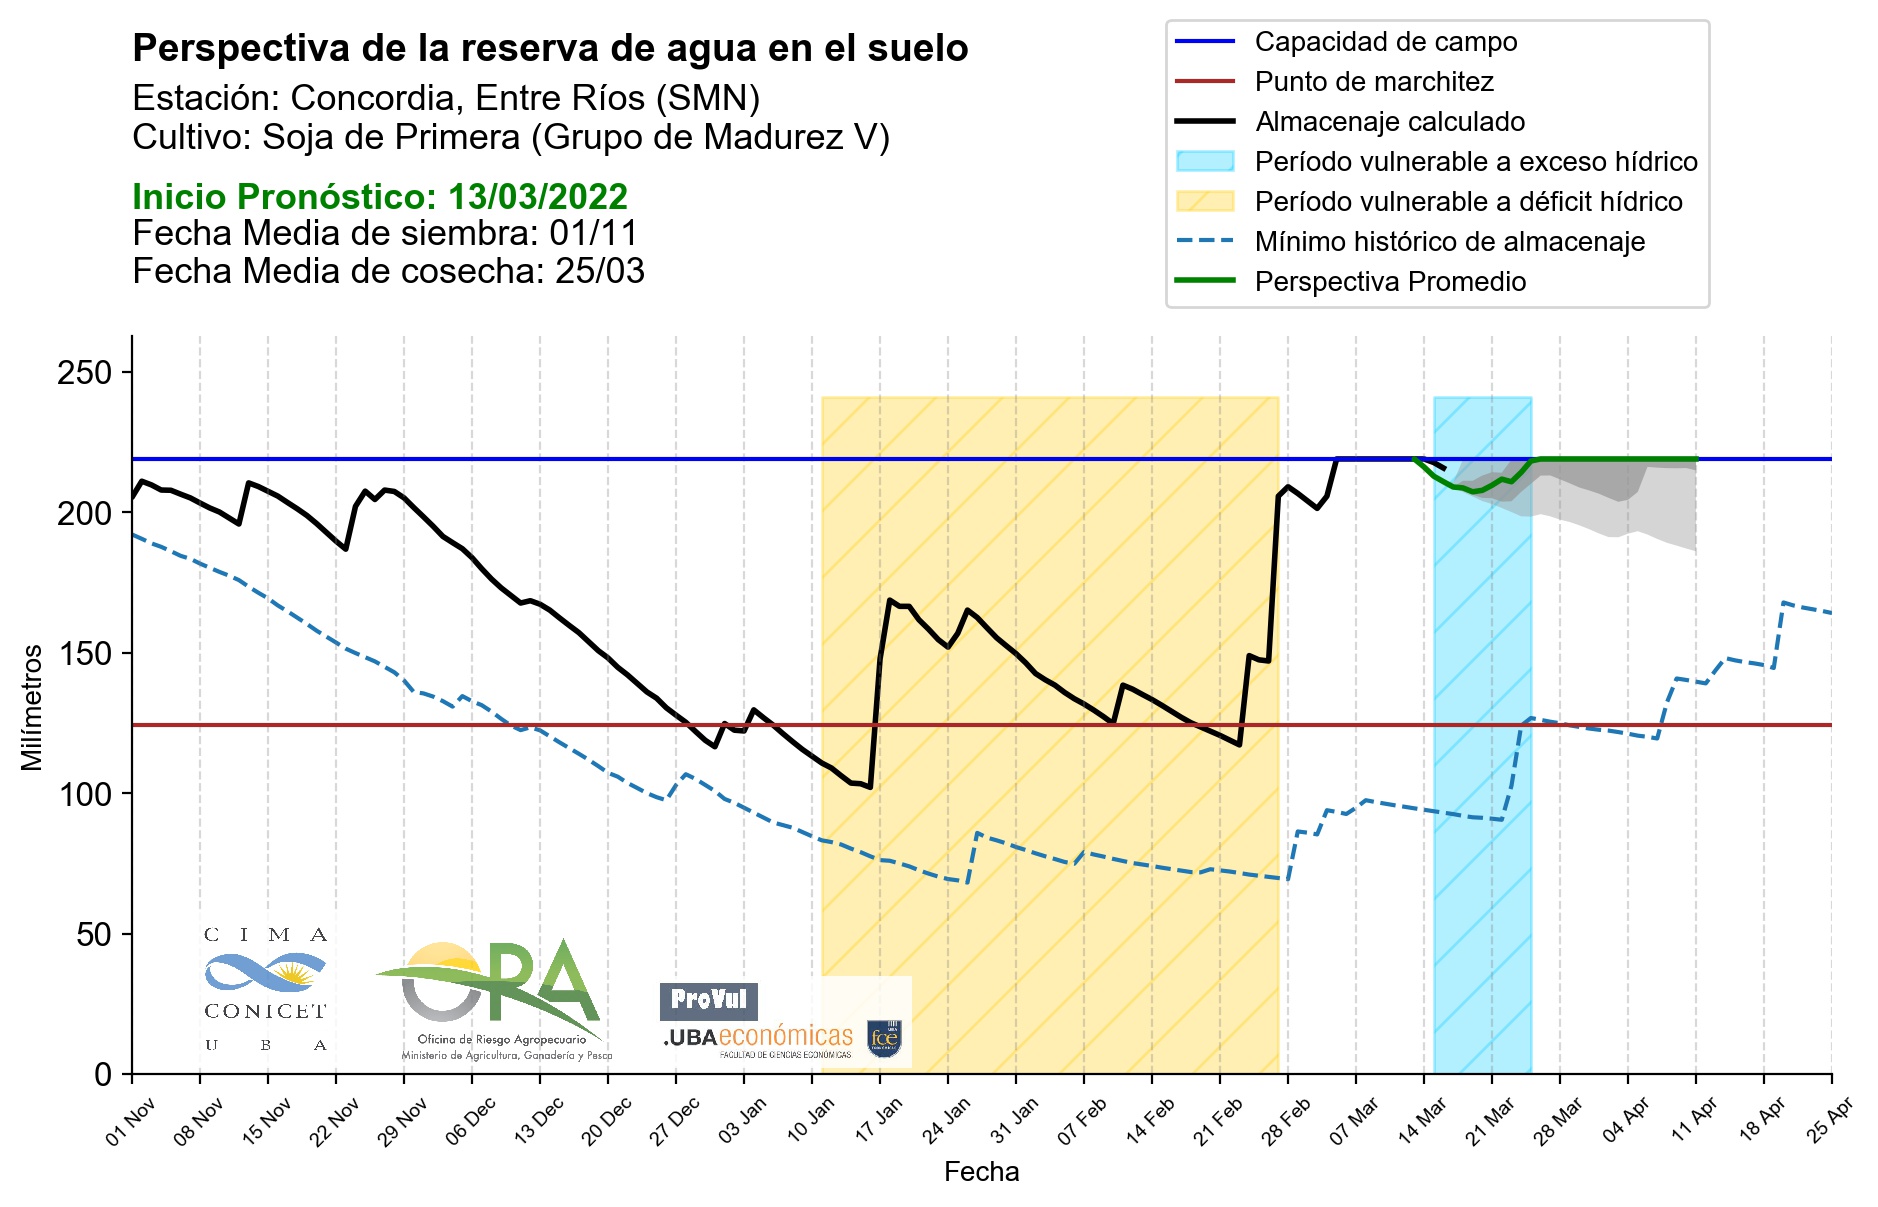 Perspectiva de la reserva de agua en el suelo
Estación: Concordia, Entre Ríos (SMN)
Cultivo: Soja de Primera (Grupo de Madurez V)
Inicio Pronóstico: 13/03/2022
Fecha Media de siembra: 01/11
Fecha Media de cosecha: 25/03
Capacidad de campo
Punto de marchitez
Almacenaje calculado
Período vulnerable a exceso hídrico
Período vulnerable a déficit hídrico
Mínimo histórico de almacenaje
Perspectiva Promedio
Milímetros
250
200
150
100
50
0
CIMA
CONICET
UBA
ORA
Oficina de Riesgo Agropecuario
Ministerio de Agricultura, Ganadería y Pesca
ProVul
.UBAeconómicas
FACULTAD DE CIENCIAS ECONÓMICAS
UBA
fce
ECONÓMICAS
01 Nov
08 Nov
15 Nov
22 Nov
29 Nov
06 Dec
13 Dec
20 Dec
27 Dec
03 Jan
10 Jan
17 Jan
24 Jan
31 Jan
07 Feb
14 Feb
21 Feb
28 Feb
07 Mar
14 Mar
21 Mar
28 Mar
04 Apr
11 Apr
18 Apr
25 Apr
Fecha